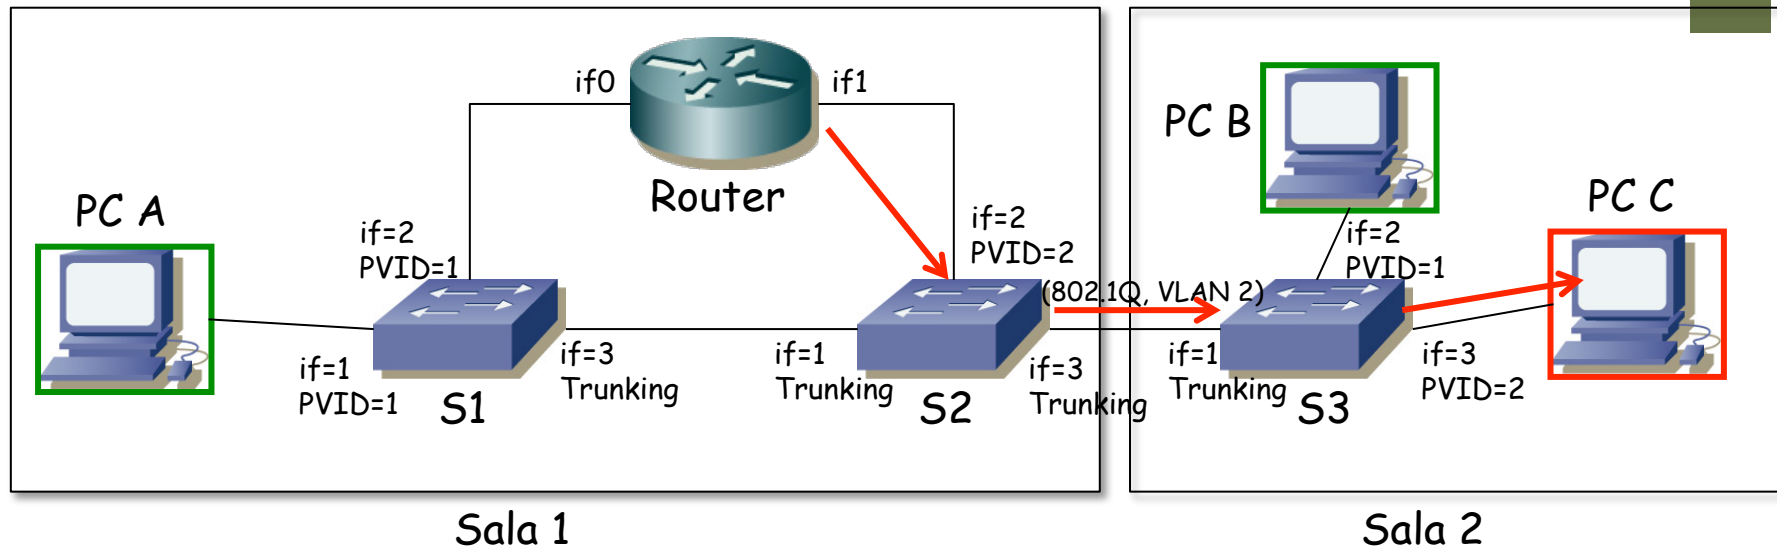 if0
if1
Router
PC A
if=2
PVID=1
if=1
PVID=1
S1
if=3
Trunking
if=1
Trunking
S2
if=2
PVID=2
(802.1Q, VLAN 2)
if=3
Trunking
PC B
PC C
if=2
PVID=1
if=1
Trunking
S3
if=3
PVID=2
Sala 1
Sala 2